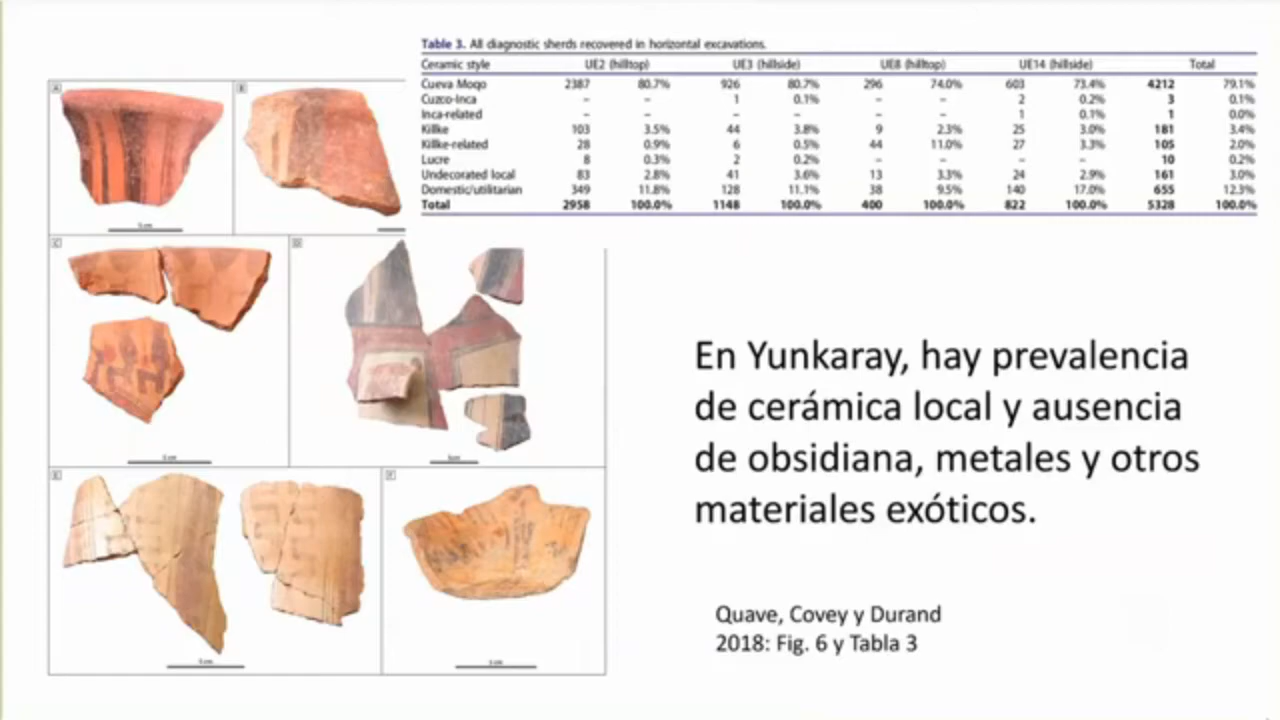 Table 3. All diagnostic sherds recovered in horizontal excavations.
Ceramic style UE2 (hilltop) UE3 (hillside) UE8 (hilltop) UE14 (hillside) Total
Cueva Moqo 2387 80.7% 926 80.7% 296 74.0% 603 73.4% 4212 79.1%
Cuzco-Inca – – 1 0.1% – – 2 0.2% 3 0.1%
Inca-related – – – – – – 1 0.1% 1 0.0%
Killke 103 3.5% 44 3.8% 9 2.3% 25 3.0% 181 3.4%
Killke-related 28 0.9% 6 0.5% 44 11.0% 27 3.3% 105 2.0%
Lucre 8 0.3% 2 0.2% – – – – 10 0.2%
Undecorated local 83 2.8% 41 3.6% 13 3.3% 24 2.9% 161 3.0%
Domestic/utilitarian 349 11.8% 128 11.1% 38 9.5% 140 17.0% 655 12.3%
Total 2958 100.0% 1148 100.0% 400 100.0% 822 100.0% 5328 100.0%
A
B
C
D
E
F
En Yunkaray, hay prevalencia
de cerámica local y ausencia
de obsidiana, metales y otros
materiales exóticos.
Quave, Covey y Durand
2018: Fig. 6 y Tabla 3